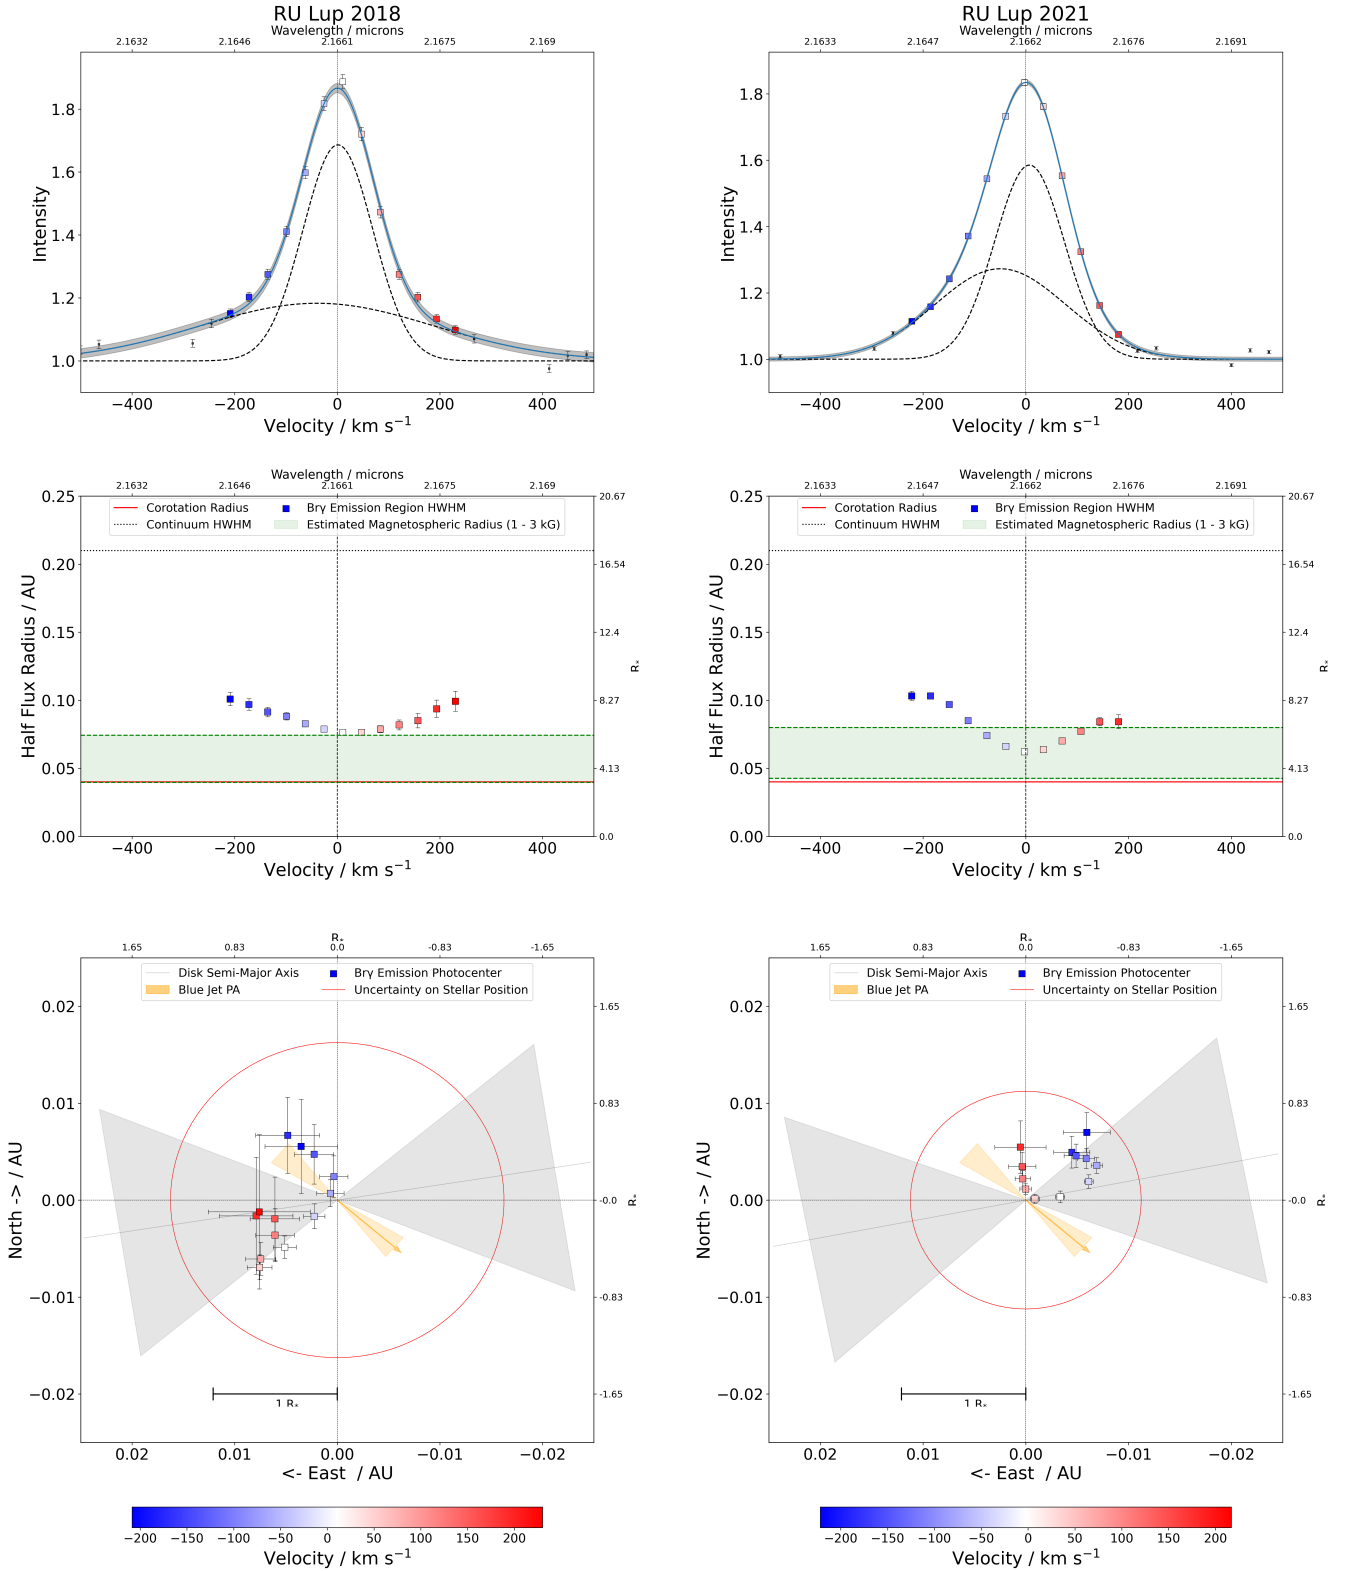 RU Lup 2018
Wavelength / microns
2.1632 2.1646 2.1661 2.1675 2.169
Intensity
1.8
1.6
1.4
1.2
1.0
−400 −200 0 200 400
Velocity / km s⁻¹
RU Lup 2021
Wavelength / microns
2.1633 2.1647 2.1662 2.1676 2.1691
Intensity
1.8
1.6
1.4
1.2
1.0
−400 −200 0 200 400
Velocity / km s⁻¹
Wavelength / microns
2.1632 2.1646 2.1661 2.1675 2.169
Corotation Radius
Continuum HWHM
Brγ Emission Region HWHM
Estimated Magnetospheric Radius (1 - 3 kG)
Half Flux Radius / AU
0.25
0.20
0.15
0.10
0.05
0.00
20.67
16.54
12.4
8.27
4.13
0.0
R*
−400 −200 0 200 400
Velocity / km s⁻¹
Wavelength / microns
2.1633 2.1647 2.1662 2.1676 2.1691
Corotation Radius
Continuum HWHM
Brγ Emission Region HWHM
Estimated Magnetospheric Radius (1 - 3 kG)
Half Flux Radius / AU
0.25
0.20
0.15
0.10
0.05
0.00
20.67
16.54
12.4
8.27
4.13
0.0
R*
−400 −200 0 200 400
Velocity / km s⁻¹
R*
1.65 0.83 0.0 -0.83 -1.65
Disk Semi-Major Axis
Blue Jet PA
Brγ Emission Photocenter
Uncertainty on Stellar Position
North -> / AU
0.02
0.01
0.00
−0.01
−0.02
1.65
0.83
-0.0
-0.83
-1.65
R*
1 R*
0.02 0.01 0.00 −0.01 −0.02
<- East / AU
R*
1.65 0.83 0.0 -0.83 -1.65
Disk Semi-Major Axis
Blue Jet PA
Brγ Emission Photocenter
Uncertainty on Stellar Position
North -> / AU
0.02
0.01
0.00
−0.01
−0.02
1.65
0.83
-0.0
-0.83
-1.65
R*
1 R*
0.02 0.01 0.00 −0.01 −0.02
<- East / AU
−200 −150 −100 −50 0 50 100 150 200
Velocity / km s⁻¹
−200 −150 −100 −50 0 50 100 150 200
Velocity / km s⁻¹